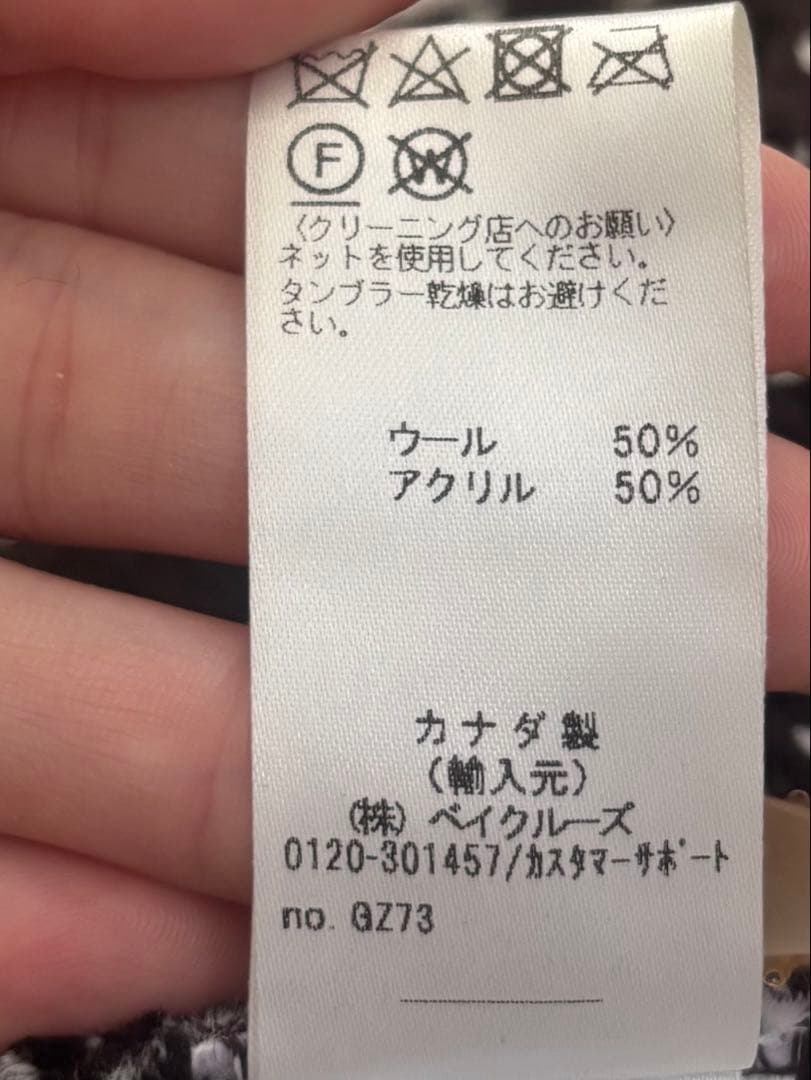 F W
〈クリーニング店へのお願い〉
ネットを使用してください。
タンブラー乾燥はお避けくだ
さい。
ウール 50%
アクリル 50%
カナダ製
(輸入元)
(株) ベイクルーズ
0120-301457/カスタマーサポート
no. GZ73